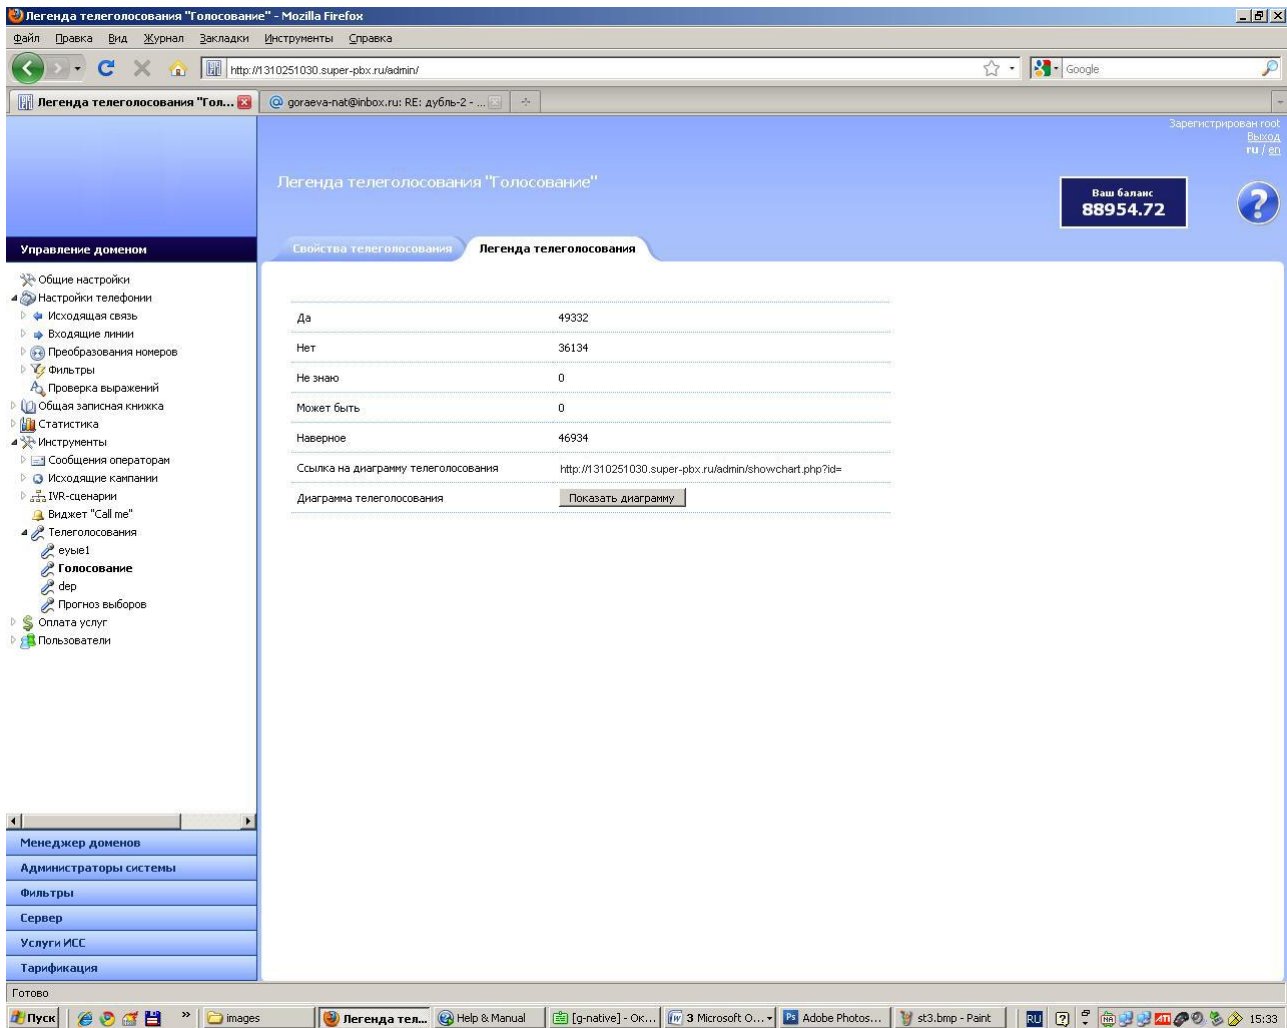 Легенда телеголосования "Голосование" - Mozilla Firefox
Файл Правка Вид Журнал Закладки Инструменты Справка
http://1310251030.super-pbx.ru/admin/
Google
Легенда телеголосования "Гол...
goraeva-nat@inbox.ru: RE: дубль-2 - ...
Зарегистрирован root
Выход
ru / en
Легенда телеголосования "Голосование"
Ваш баланс
88954.72
?
Управление доменом
Свойства телеголосования
Легенда телеголосования
Общие настройки
Настройки телефонии
Исходящая связь
Входящие линии
Преобразования номеров
Фильтры
Проверка выражений
Общая записная книжка
Статистика
Инструменты
Сообщения операторам
Исходящие кампании
IVR-сценарии
Виджет "Call me"
Телеголосования
еуые1
Голосование
dep
Прогноз выборов
Оплата услуг
Пользователи
Да 49332
Нет 36134
Не знаю 0
Может быть 0
Наверное 46934
Ссылка на диаграмму телеголосования http://1310251030.super-pbx.ru/admin/showchart.php?id=
Диаграмма телеголосования Показать диаграмму
Менеджер доменов
Администраторы системы
Фильтры
Сервер
Услуги ИСС
Тарификация
Готово
Пуск
»
images
Легенда тел...
Help & Manual
[g-native] - Ок...
3 Microsoft O...
Adobe Photos...
st3.bmp - Paint
RU
15:33